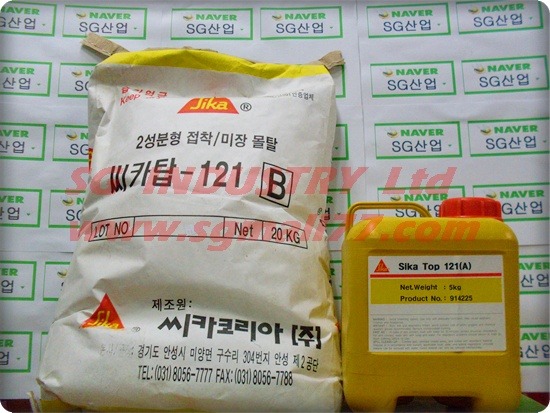 Keep
Sika ®
2성분형 접착/미장 몰탈
씨카탑-121 B
LOT NO Net 20 KG
SG INDUSTRY Ltd
Sika
제조원:
씨카코리아 (주)
경기도 안성시 미양면 구수리 304번지 안성 제2공단
TEL: (031) 8056-7777 FAX: (031) 8056-7788
Sika
Sika Top 121(A)
Net.Weight : 5kg
Product No. : 914225
NAVER
SG산업